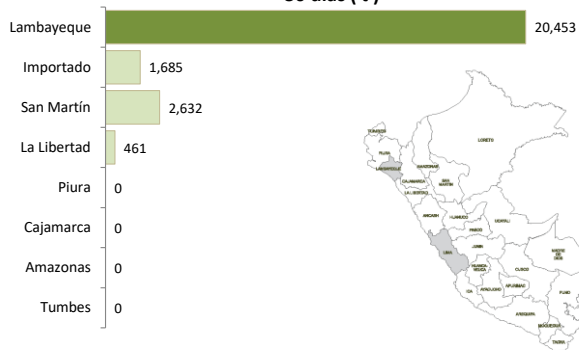 30 días ( t )
Lambayeque 20,453
Importado 1,685
San Martín 2,632
La Libertad 461
Piura 0
Cajamarca 0
Amazonas 0
Tumbes 0
TUMBES
LORETO
PIURA
AMAZONAS
LAMBAYEQUE
CAJAMARCA
SAN
MARTIN
LA LIBERTAD
ANCASH
HUANUCO
UCAYALI
PASCO
LIMA
JUNIN
MADRE
DE
DIOS
HUANCA-
VELICA
CUSCO
ICA
AYACUCHO
APURIMAC
PUNO
AREQUIPA
MOQUEGUA
TACNA